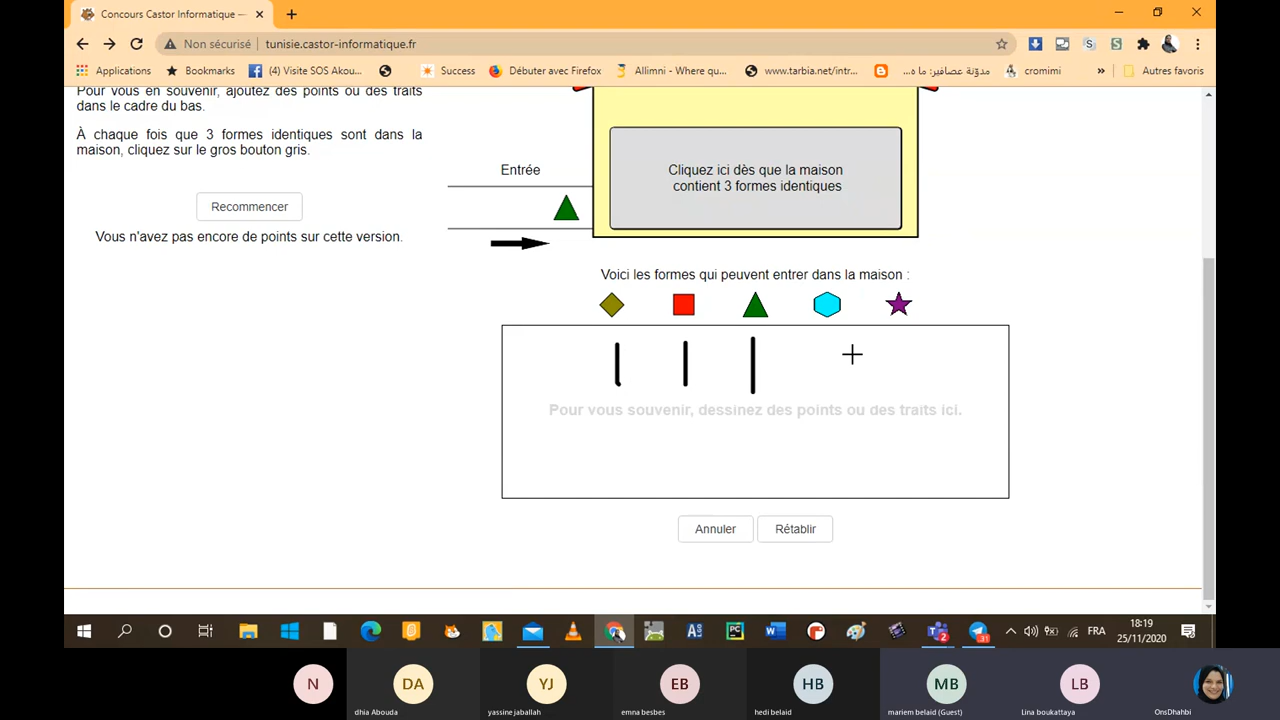 Concours Castor Informatique —
Non sécurisé
tunisie.castor-informatique.fr
Applications
Bookmarks
(4) Visite SOS Akou...
Success
Débuter avec Firefox
Allimni - Where qu...
www.tarbia.net/intr...
مدوّنة عصافير: ما ه...
cromimi
»
Autres favoris
Pour vous en souvenir, ajoutez des points ou des traits
dans le cadre du bas.
À chaque fois que 3 formes identiques sont dans la
maison, cliquez sur le gros bouton gris.
Recommencer
Vous n'avez pas encore de points sur cette version.
Entrée
Cliquez ici dès que la maison
contient 3 formes identiques
Voici les formes qui peuvent entrer dans la maison :
Pour vous souvenir, dessinez des points ou des traits ici.
Annuler
Rétablir
FRA
18:19
25/11/2020
N
DA
dhia Abouda
YJ
yassine jaballah
EB
emna besbes
HB
hedi belaid
MB
mariem belaid (Guest)
LB
Lina boukattaya
OnsDhahbi